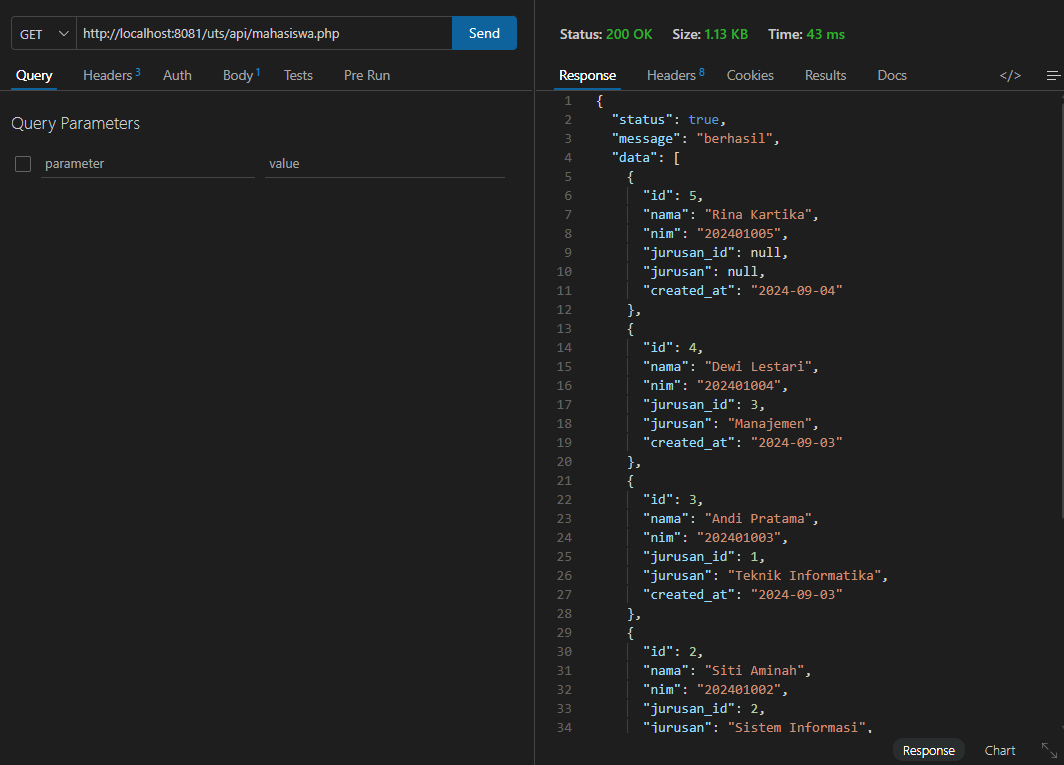 GET
http://localhost:8081/uts/api/mahasiswa.php
Send
Query
Headers 3
Auth
Body 1
Tests
Pre Run
Query Parameters
parameter
value
Status: 200 OK
Size: 1.13 KB
Time: 43 ms
Response
Headers 8
Cookies
Results
Docs
</>
1 {
2 "status": true,
3 "message": "berhasil",
4 "data": [
5 {
6 "id": 5,
7 "nama": "Rina Kartika",
8 "nim": "202401005",
9 "jurusan_id": null,
10 "jurusan": null,
11 "created_at": "2024-09-04"
12 },
13 {
14 "id": 4,
15 "nama": "Dewi Lestari",
16 "nim": "202401004",
17 "jurusan_id": 3,
18 "jurusan": "Manajemen",
19 "created_at": "2024-09-03"
20 },
21 {
22 "id": 3,
23 "nama": "Andi Pratama",
24 "nim": "202401003",
25 "jurusan_id": 1,
26 "jurusan": "Teknik Informatika",
27 "created_at": "2024-09-03"
28 },
29 {
30 "id": 2,
31 "nama": "Siti Aminah",
32 "nim": "202401002",
33 "jurusan_id": 2,
34 "jurusan": "Sistem Informasi",
Response
Chart